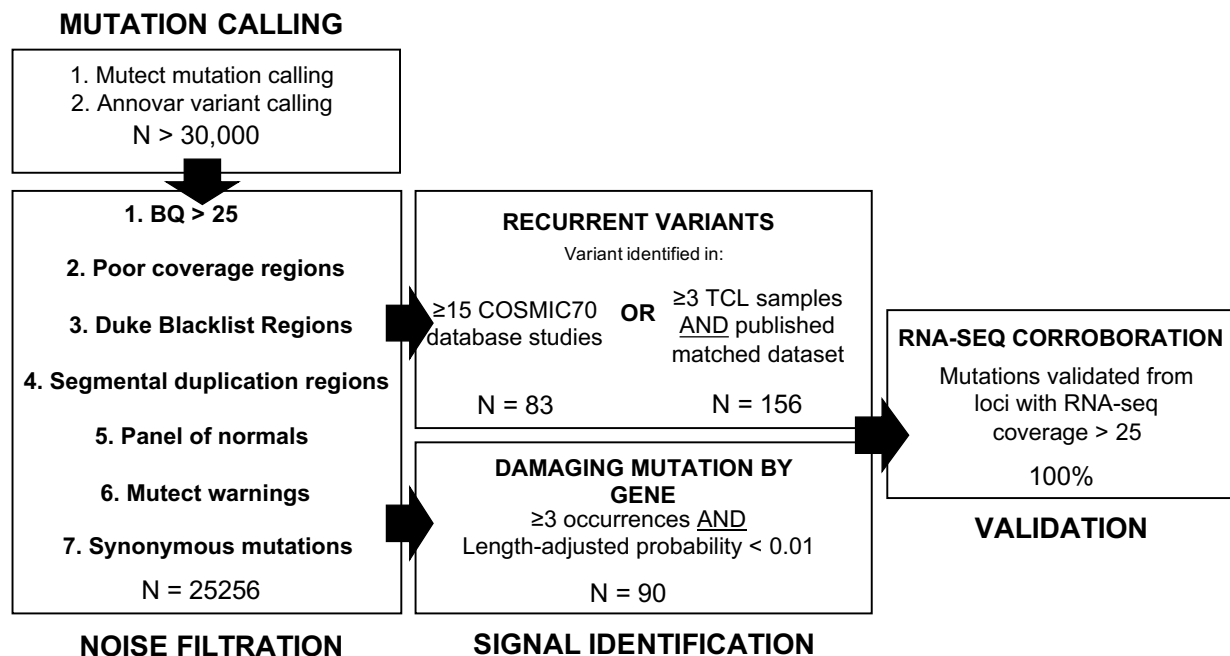 MUTATION CALLING
1. Mutect mutation calling
2. Annovar variant calling
N > 30,000
1. BQ > 25
2. Poor coverage regions
3. Duke Blacklist Regions
4. Segmental duplication regions
5. Panel of normals
6. Mutect warnings
7. Synonymous mutations
N = 25256
NOISE FILTRATION
RECURRENT VARIANTS
Variant identified in:
≥15 COSMIC70
database studies
N = 83
OR
≥3 TCL samples
AND published
matched dataset
N = 156
DAMAGING MUTATION BY
GENE
≥3 occurrences AND
Length-adjusted probability < 0.01
N = 90
SIGNAL IDENTIFICATION
RNA-SEQ CORROBORATION
Mutations validated from
loci with RNA-seq
coverage > 25
100%
VALIDATION